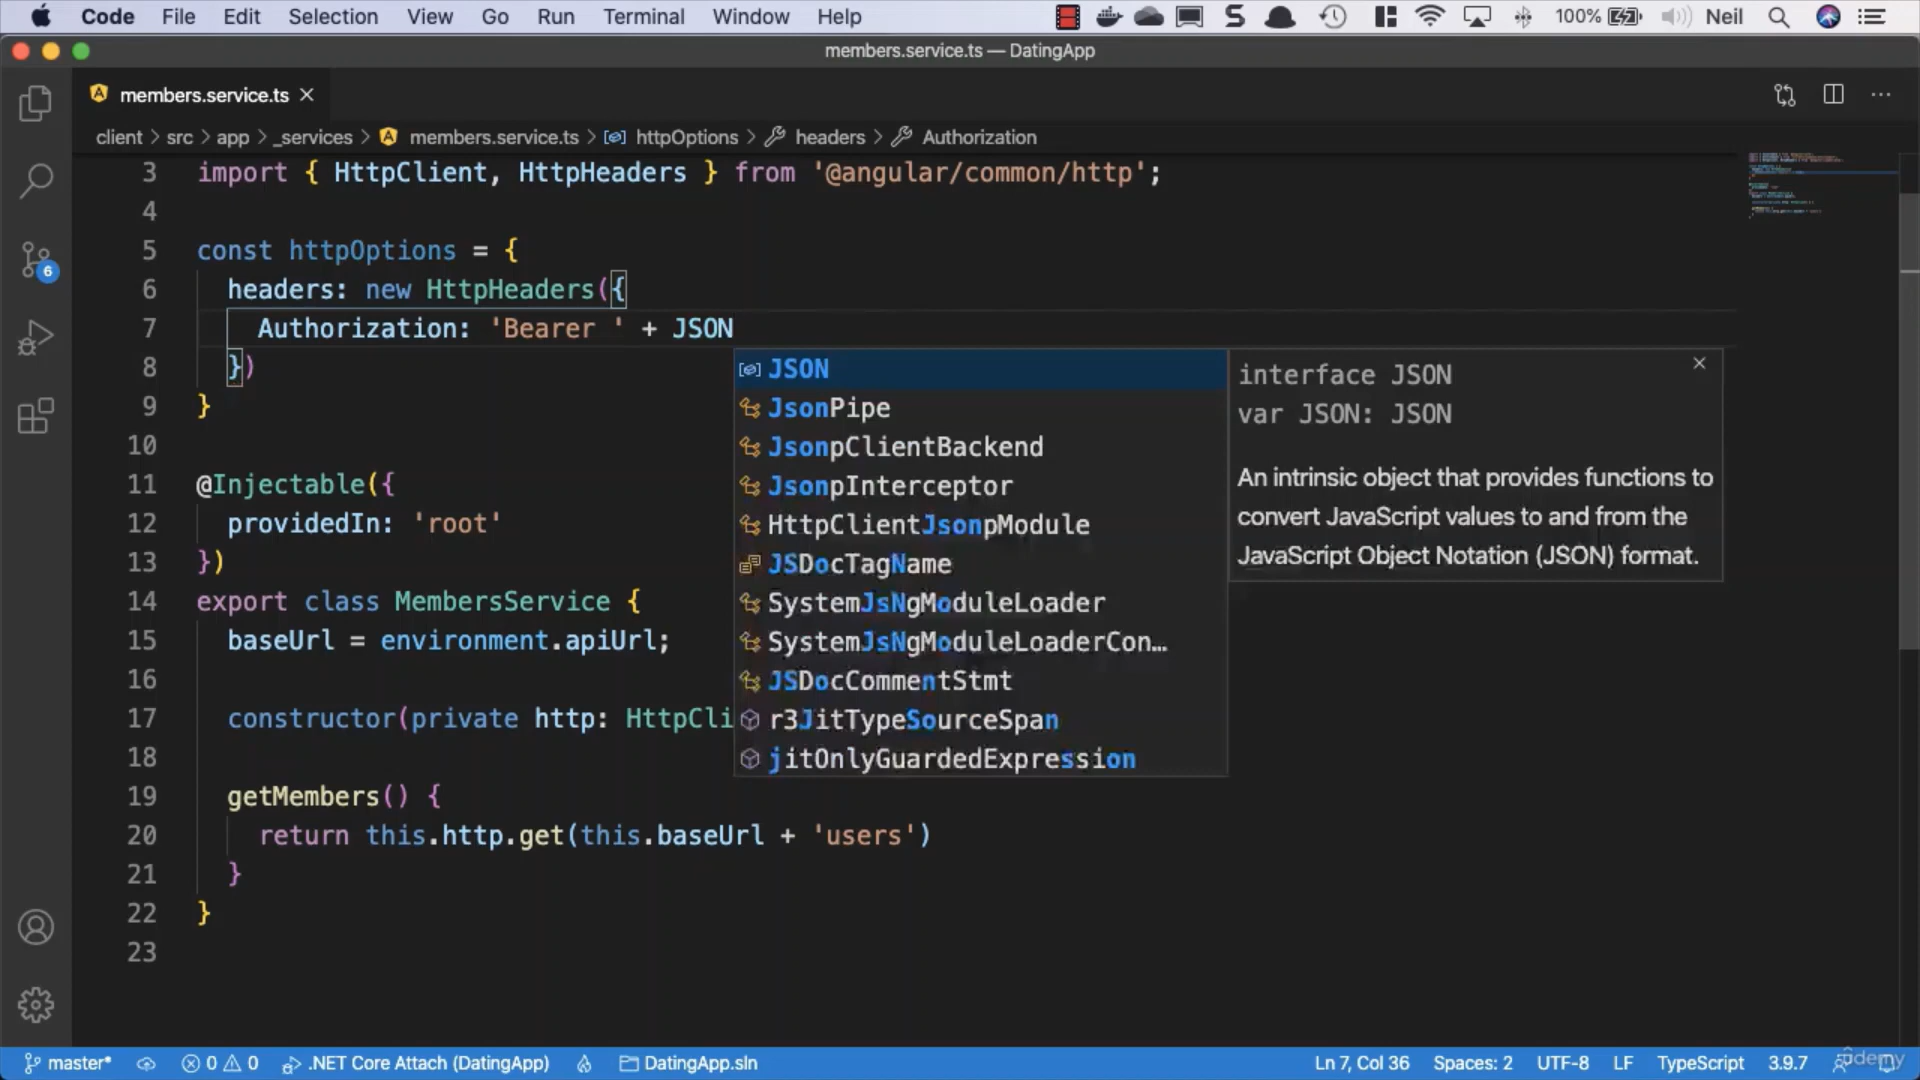 Code File Edit Selection View Go Run Terminal Window Help 100% Neil
members.service.ts — DatingApp
members.service.ts
client > src > app > _services > members.service.ts > httpOptions > headers > Authorization
3 import { HttpClient, HttpHeaders } from '@angular/common/http';
4
5 const httpOptions = {
6 headers: new HttpHeaders({
7 Authorization: 'Bearer ' + JSON
8 })
9 }
10
11 @Injectable({
12 providedIn: 'root'
13 })
14 export class MembersService {
15 baseUrl = environment.apiUrl;
16
17 constructor(private http: HttpCli
18
19 getMembers() {
20 return this.http.get(this.baseUrl + 'users')
21 }
22 }
23
JSON
JsonPipe
JsonpClientBackend
JsonpInterceptor
HttpClientJsonpModule
JSDocTagName
SystemJsNgModuleLoader
SystemJsNgModuleLoaderCon…
JSDocCommentStmt
r3JitTypeSourceSpan
jitOnlyGuardedExpression
interface JSON
var JSON: JSON
An intrinsic object that provides functions to
convert JavaScript values to and from the
JavaScript Object Notation (JSON) format.
6
master* 0 0 .NET Core Attach (DatingApp) DatingApp.sln Ln 7, Col 36 Spaces: 2 UTF-8 LF TypeScript 3.9.7
udemy